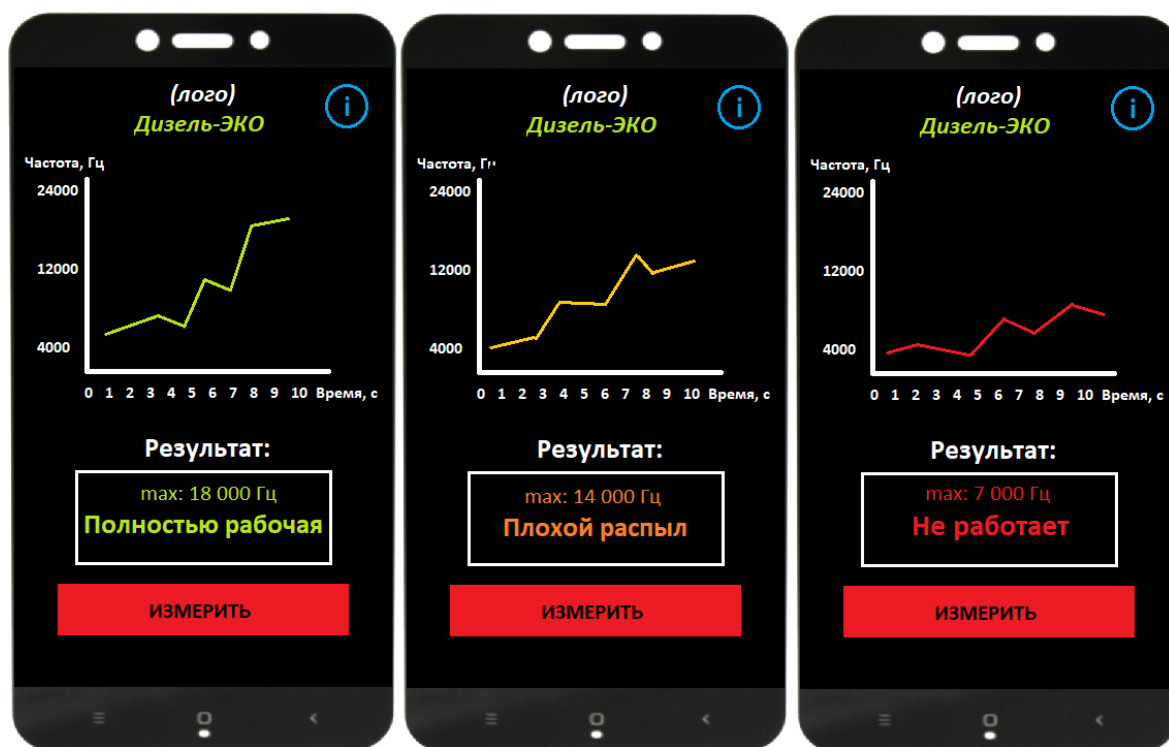 (лого)
Дизель-ЭКО
i
Частота, Гц
24000
12000
4000
0 1 2 3 4 5 6 7 8 9 10 Время, с
Результат:
max: 18 000 Гц
Полностью рабочая
ИЗМЕРИТЬ
(лого)
Дизель-ЭКО
i
Частота, Гц
24000
12000
4000
0 1 2 3 4 5 6 7 8 9 10 Время, с
Результат:
max: 14 000 Гц
Плохой распыл
ИЗМЕРИТЬ
(лого)
Дизель-ЭКО
i
Частота, Гц
24000
12000
4000
0 1 2 3 4 5 6 7 8 9 10 Время, с
Результат:
max: 7 000 Гц
Не работает
ИЗМЕРИТЬ